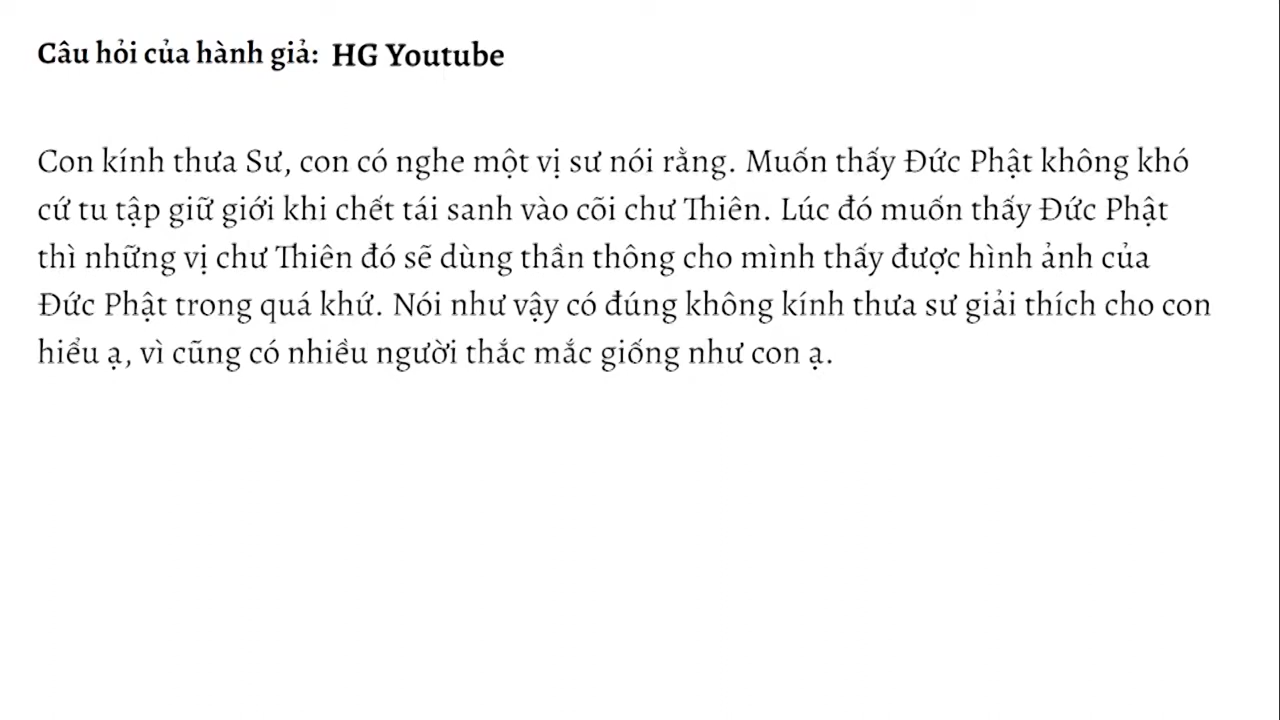 Câu hỏi của hành giả: HG Youtube
Con kính thưa Sư, con có nghe một vị sư nói rằng. Muốn thấy Đức Phật không khó
cứ tu tập giữ giới khi chết tái sanh vào cõi chư Thiên. Lúc đó muốn thấy Đức Phật
thì những vị chư Thiên đó sẽ dùng thần thông cho mình thấy được hình ảnh của
Đức Phật trong quá khứ. Nói như vậy có đúng không kính thưa sư giải thích cho con
hiểu ạ, vì cũng có nhiều người thắc mắc giống như con ạ.